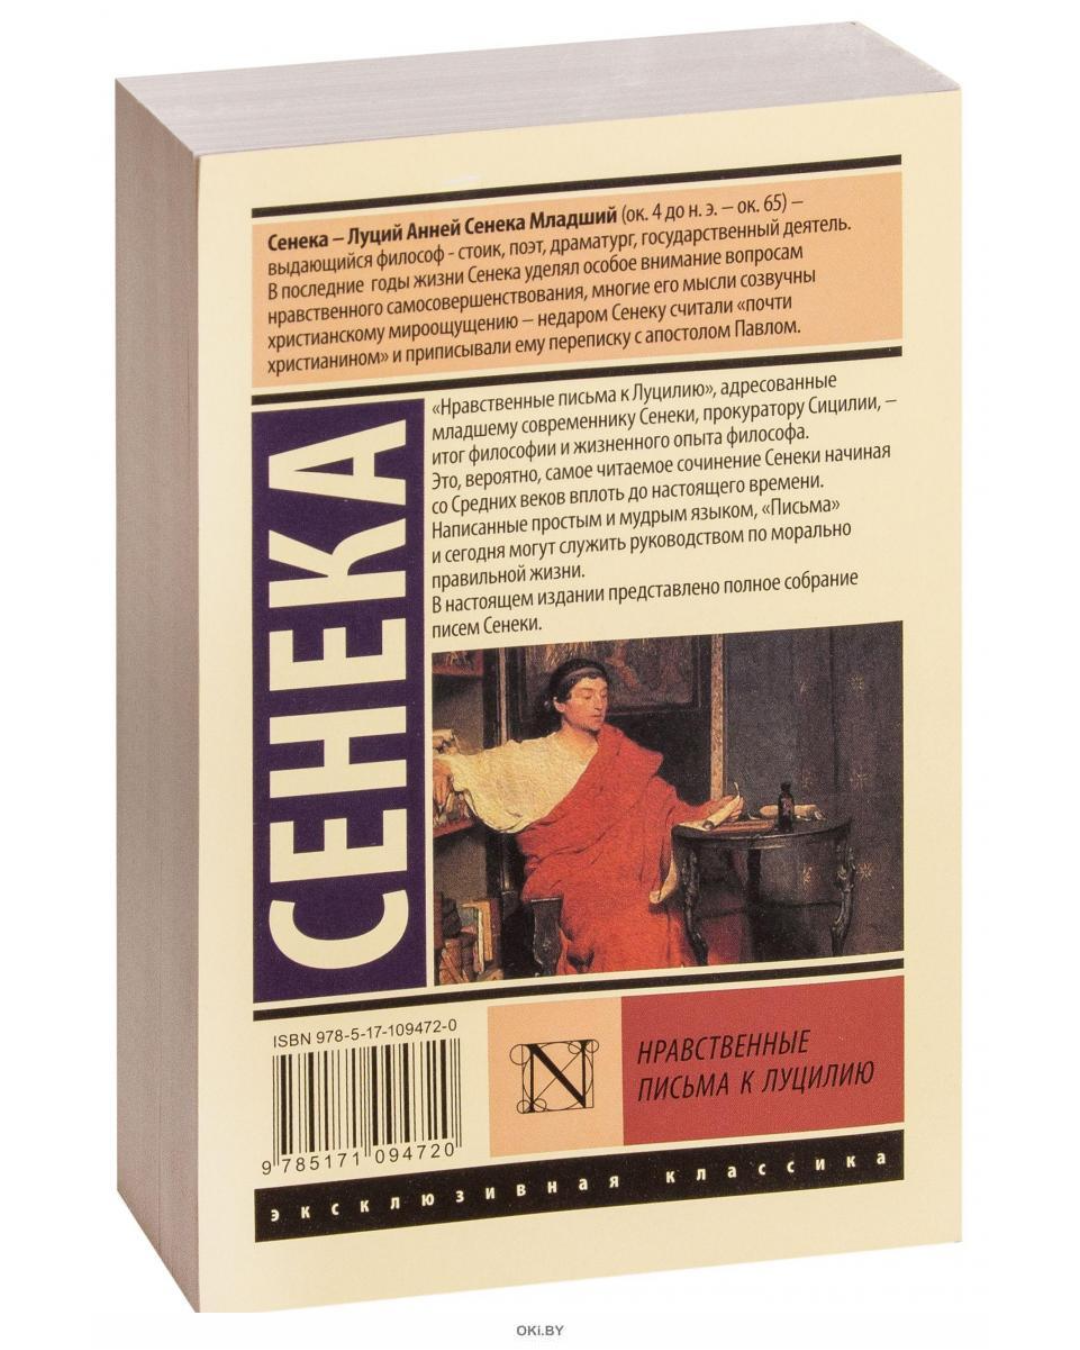 Сенека – Луций Анней Сенека Младший (ок. 4 до н. э. – ок. 65) –
выдающийся философ - стоик, поэт, драматург, государственный деятель.
В последние годы жизни Сенека уделял особое внимание вопросам
нравственного самосовершенствования, многие его мысли созвучны
христианскому мироощущению – недаром Сенеку считали «почти
христианином» и приписывали ему переписку с апостолом Павлом.
СЕНЕКА
«Нравственные письма к Луцилию», адресованные
младшему современнику Сенеки, прокуратору Сицилии, –
итог философии и жизненного опыта философа.
Это, вероятно, самое читаемое сочинение Сенеки начиная
со Средних веков вплоть до настоящего времени.
Написанные простым и мудрым языком, «Письма»
и сегодня могут служить руководством по морально
правильной жизни.
В настоящем издании представлено полное собрание
писем Сенеки.
ISBN 978-5-17-109472-0
9 785171 094720
N
НРАВСТВЕННЫЕ
ПИСЬМА К ЛУЦИЛИЮ
эксклюзивная классика
OKi.BY